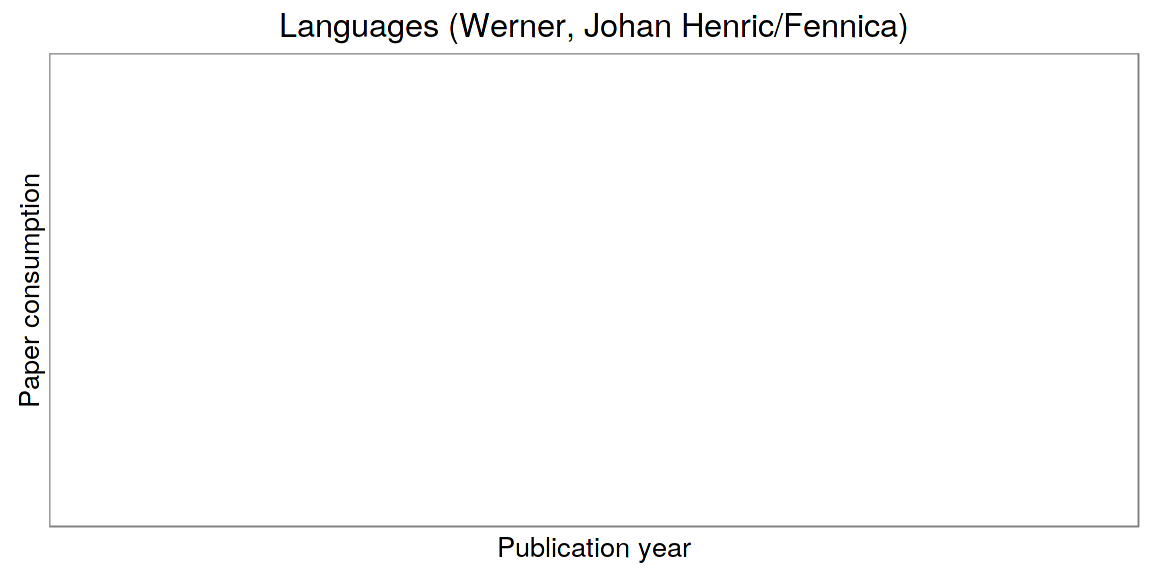 Languages (Werner, Johan Henric/Fennica)
Paper consumption
Publication year